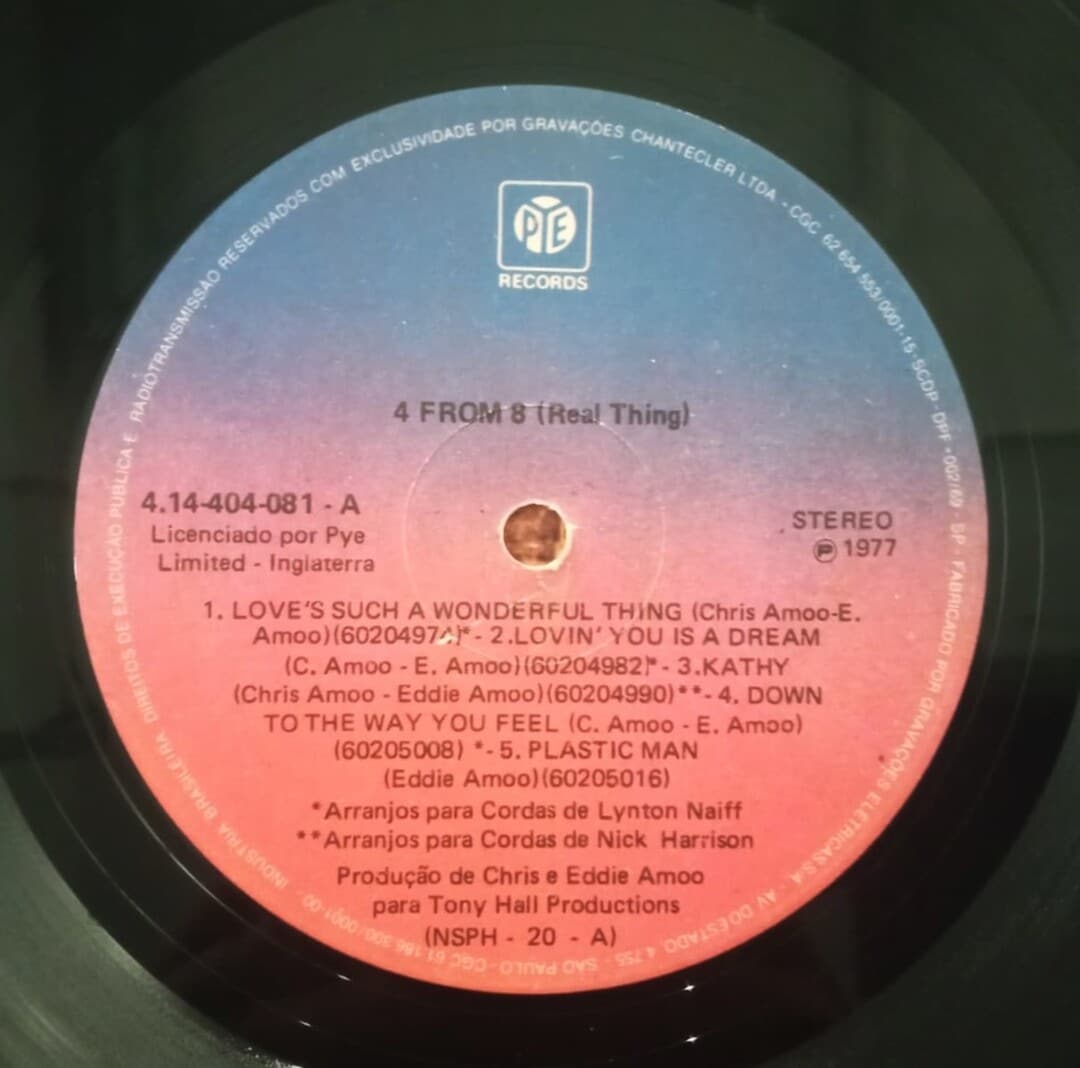 DIREITOS DE EXECUÇÃO PÚBLICA E RADIOTRANSMISSÃO RESERVADOS COM EXCLUSIVIDADE POR GRAVAÇÕES CHANTECLER LTDA - CGC 62 654 553/0001-15 - SCDP - DPF - 002/69 SP - FABRICADO POR GRAVAÇÕES ELETRICAS S.A. - AV DO ESTADO 4.755 - SÃO PAULO - CGC 61 186 300/0001-00 - INDÚSTRIA BRASILEIRA
PYE
RECORDS
4 FROM 8 (Real Thing)
4.14-404-081 - A
Licenciado por Pye
Limited - Inglaterra
STEREO
℗ 1977
1. LOVE'S SUCH A WONDERFUL THING (Chris Amoo-E.
Amoo)(60204974)*- 2.LOVIN' YOU IS A DREAM
(C. Amoo - E. Amoo)(60204982)*- 3.KATHY
(Chris Amoo - Eddie Amoo)(60204990)**- 4. DOWN
TO THE WAY YOU FEEL (C. Amoo - E. Amoo)
(60205008) *- 5. PLASTIC MAN
(Eddie Amoo)(60205016)
*Arranjos para Cordas de Lynton Naiff
**Arranjos para Cordas de Nick Harrison
Produção de Chris e Eddie Amoo
para Tony Hall Productions
(NSPH - 20 - A)